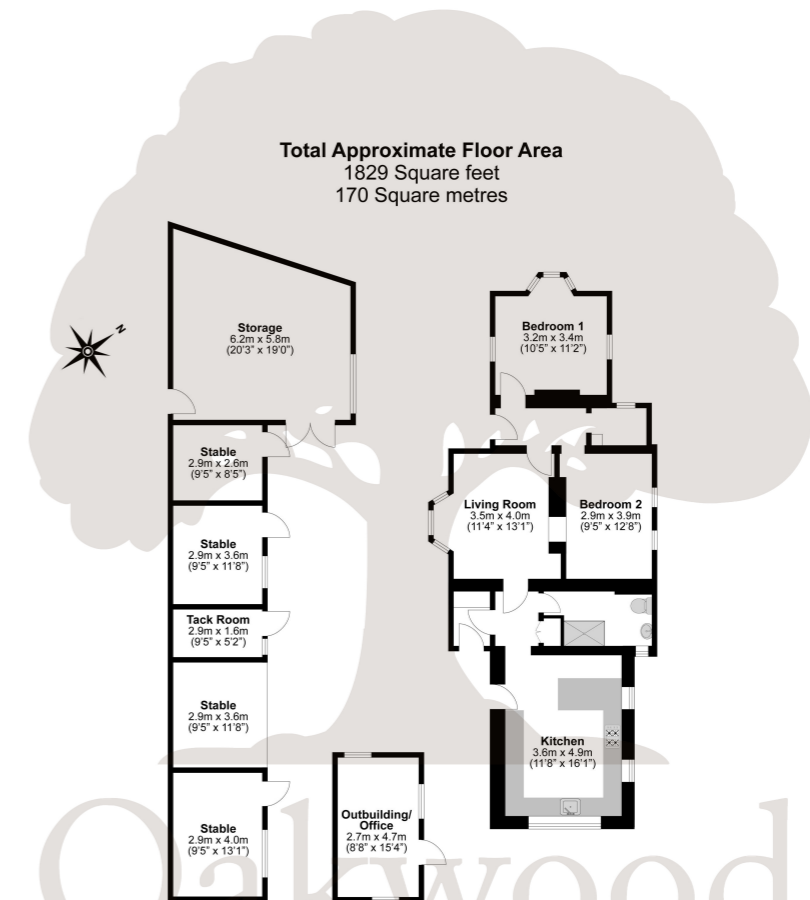 Total Approximate Floor Area
1829 Square feet
170 Square metres
N
Storage
6.2m x 5.8m
(20'3" x 19'0")
Stable
2.9m x 2.6m
(9'5" x 8'5")
Stable
2.9m x 3.6m
(9'5" x 11'8")
Tack Room
2.9m x 1.6m
(9'5" x 5'2")
Stable
2.9m x 3.6m
(9'5" x 11'8")
Stable
2.9m x 4.0m
(9'5" x 13'1")
Outbuilding/
Office
2.7m x 4.7m
(8'8" x 15'4")
Bedroom 1
3.2m x 3.4m
(10'5" x 11'2")
Living Room
3.5m x 4.0m
(11'4" x 13'1")
Bedroom 2
2.9m x 3.9m
(9'5" x 12'8")
Kitchen
3.6m x 4.9m
(11'8" x 16'1")
Oakwood